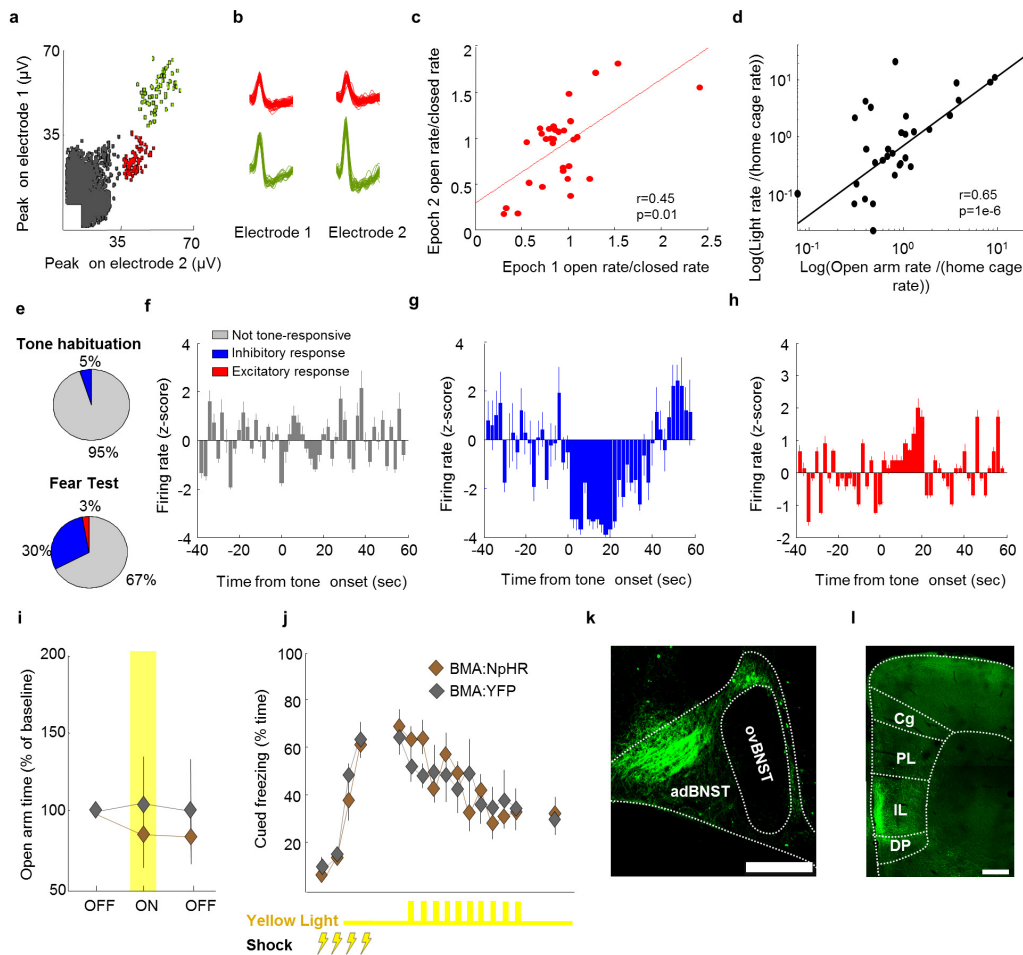 a
70
35
Peak on electrode 1 (µV)
35
70
Peak on electrode 2 (µV)
b
Electrode 1
Electrode 2
c
2
1.5
1
0.5
0
Epoch 2 open rate/closed rate
r=0.45
p=0.01
0
0.5
1.0
1.5
2.0
2.5
Epoch 1 open rate/closed rate
d
10¹
10⁰
10⁻¹
Log(Light rate /(home cage rate))
r=0.65
p=1e-6
10⁻¹
10⁰
10¹
Log(Open arm rate /(home cage
rate))
e
Tone habituation
5%
95%
Fear Test
3%
30%
67%
f
Not tone-responsive
Inhibitory response
Excitatory response
4
2
0
-2
-4
Firing rate (z-score)
-40
-20
0
20
40
60
Time from tone onset (sec)
g
4
2
0
-2
-4
Firing rate (z-score)
-40
-20
0
20
40
60
Time from tone onset (sec)
h
4
3
2
1
0
-1
-2
Firing rate (z-score)
-40
-20
0
20
40
60
Time from tone onset (sec)
i
200
150
100
50
Open arm time (% of baseline)
OFF
ON
OFF
j
100
80
60
40
20
Cued freezing (% time)
BMA:NpHR
BMA:YFP
Yellow Light
Shock
k
ovBNST
adBNST
l
Cg
PL
IL
DP